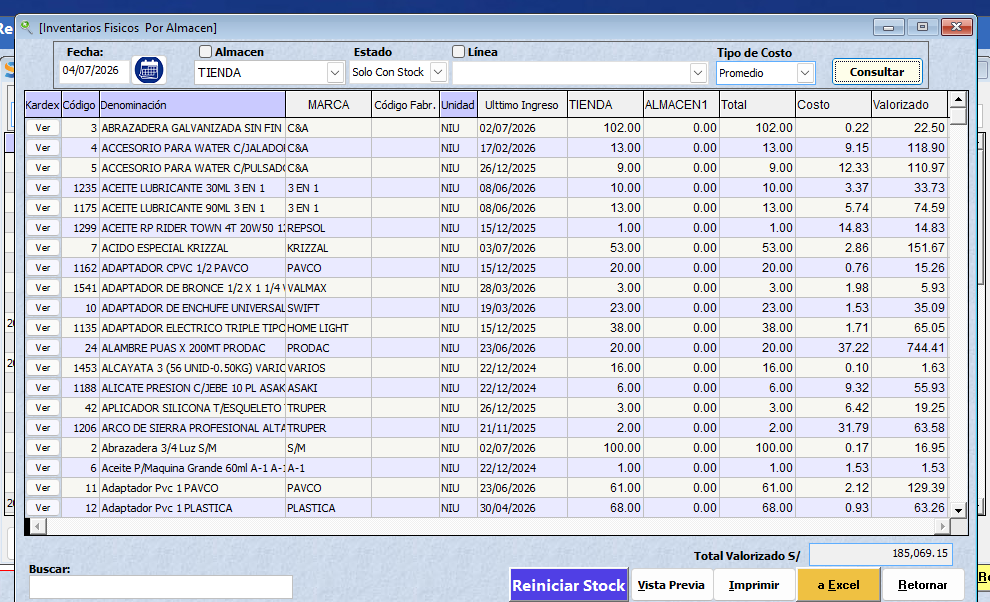 [Inventarios Fisicos Por Almacen]
Fecha: Almacen Estado Línea Tipo de Costo
04/07/2026 TIENDA Solo Con Stock Promedio Consultar
Kardex Código Denominación MARCA Código Fabr. Unidad Ulltimo Ingreso TIENDA ALMACEN1 Total Costo Valorizado
Ver 3 ABRAZADERA GALVANIZADA SIN FIN C&A NIU 02/07/2026 102.00 0.00 102.00 0.22 22.50
Ver 4 ACCESORIO PARA WATER C/JALADO C&A NIU 17/02/2026 13.00 0.00 13.00 9.15 118.90
Ver 5 ACCESORIO PARA WATER C/PULSAD C&A NIU 26/12/2025 9.00 0.00 9.00 12.33 110.97
Ver 1235 ACEITE LUBRICANTE 30ML 3 EN 1 3 EN 1 NIU 08/06/2026 10.00 0.00 10.00 3.37 33.73
Ver 1175 ACEITE LUBRICANTE 90ML 3 EN 1 3 EN 1 NIU 08/06/2026 13.00 0.00 13.00 5.74 74.59
Ver 1299 ACEITE RP RIDER TOWN 4T 20W50 12 REPSOL NIU 15/12/2025 1.00 0.00 1.00 14.83 14.83
Ver 7 ACIDO ESPECIAL KRIZZAL KRIZZAL NIU 03/07/2026 53.00 0.00 53.00 2.86 151.67
Ver 1162 ADAPTADOR CPVC 1/2 PAVCO PAVCO NIU 15/12/2025 20.00 0.00 20.00 0.76 15.26
Ver 1541 ADAPTADOR DE BRONCE 1/2 X 1 1/4 V VALMAX NIU 28/03/2026 3.00 0.00 3.00 1.98 5.93
Ver 10 ADAPTADOR DE ENCHUFE UNIVERSAL SWIFT NIU 19/03/2026 23.00 0.00 23.00 1.53 35.09
Ver 1135 ADAPTADOR ELECTRICO TRIPLE TIPO HOME LIGHT NIU 15/12/2025 38.00 0.00 38.00 1.71 65.05
Ver 24 ALAMBRE PUAS X 200MT PRODAC PRODAC NIU 23/06/2026 20.00 0.00 20.00 37.22 744.41
Ver 1453 ALCAYATA 3 (56 UNID-0.50KG) VARIO VARIOS NIU 22/12/2024 16.00 0.00 16.00 0.10 1.63
Ver 1188 ALICATE PRESION C/JEBE 10 PL ASAK ASAKI NIU 22/12/2024 6.00 0.00 6.00 9.32 55.93
Ver 42 APLICADOR SILICONA T/ESQUELETO TRUPER NIU 26/12/2025 3.00 0.00 3.00 6.42 19.25
Ver 1206 ARCO DE SIERRA PROFESIONAL ALTA TRUPER NIU 21/11/2025 2.00 0.00 2.00 31.79 63.58
Ver 2 Abrazadera 3/4 Luz S/M S/M NIU 02/07/2026 100.00 0.00 100.00 0.17 16.95
Ver 6 Aceite P/Maquina Grande 60ml A-1 A-1 A-1 NIU 22/12/2024 1.00 0.00 1.00 1.53 1.53
Ver 11 Adaptador Pvc 1 PAVCO PAVCO NIU 23/06/2026 61.00 0.00 61.00 2.12 129.39
Ver 12 Adaptador Pvc 1 PLASTICA PLASTICA NIU 30/04/2026 68.00 0.00 68.00 0.93 63.26
Total Valorizado S/ 185,069.15
Buscar:
Reiniciar Stock Vista Previa Imprimir a Excel Retornar